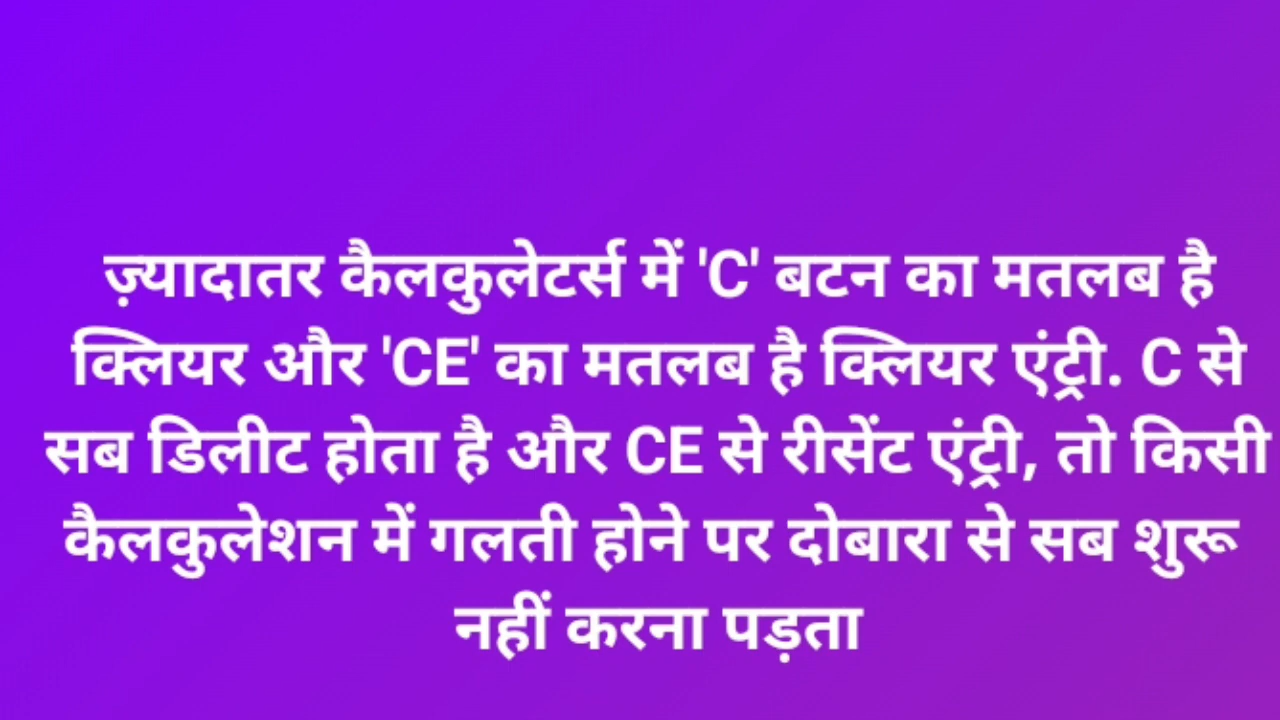 ज़्यादातर कैलकुलेटर्स में 'C' बटन का मतलब है
क्लियर और 'CE' का मतलब है क्लियर एंट्री. C से
सब डिलीट होता है और CE से रीसेंट एंट्री, तो किसी
कैलकुलेशन में गलती होने पर दोबारा से सब शुरू
नहीं करना पड़ता